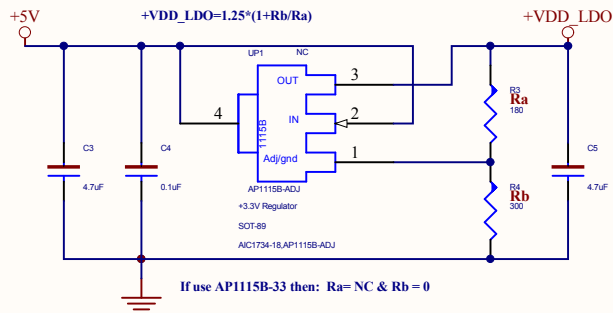 +5V
+VDD_LDO=1.25*(1+Rb/Ra)
+VDD_LDO
UP1
NC
OUT
3
IN
2
4
1115B
Adj/gnd
1
R3
Ra
180
C3
4.7uF
C4
0.1uF
C5
4.7uF
R4
Rb
300
AP1115B-ADJ
+3.3V Regulator
SOT-89
AIC1734-18,AP1115B-ADJ
If use AP1115B-33 then: Ra= NC & Rb = 0